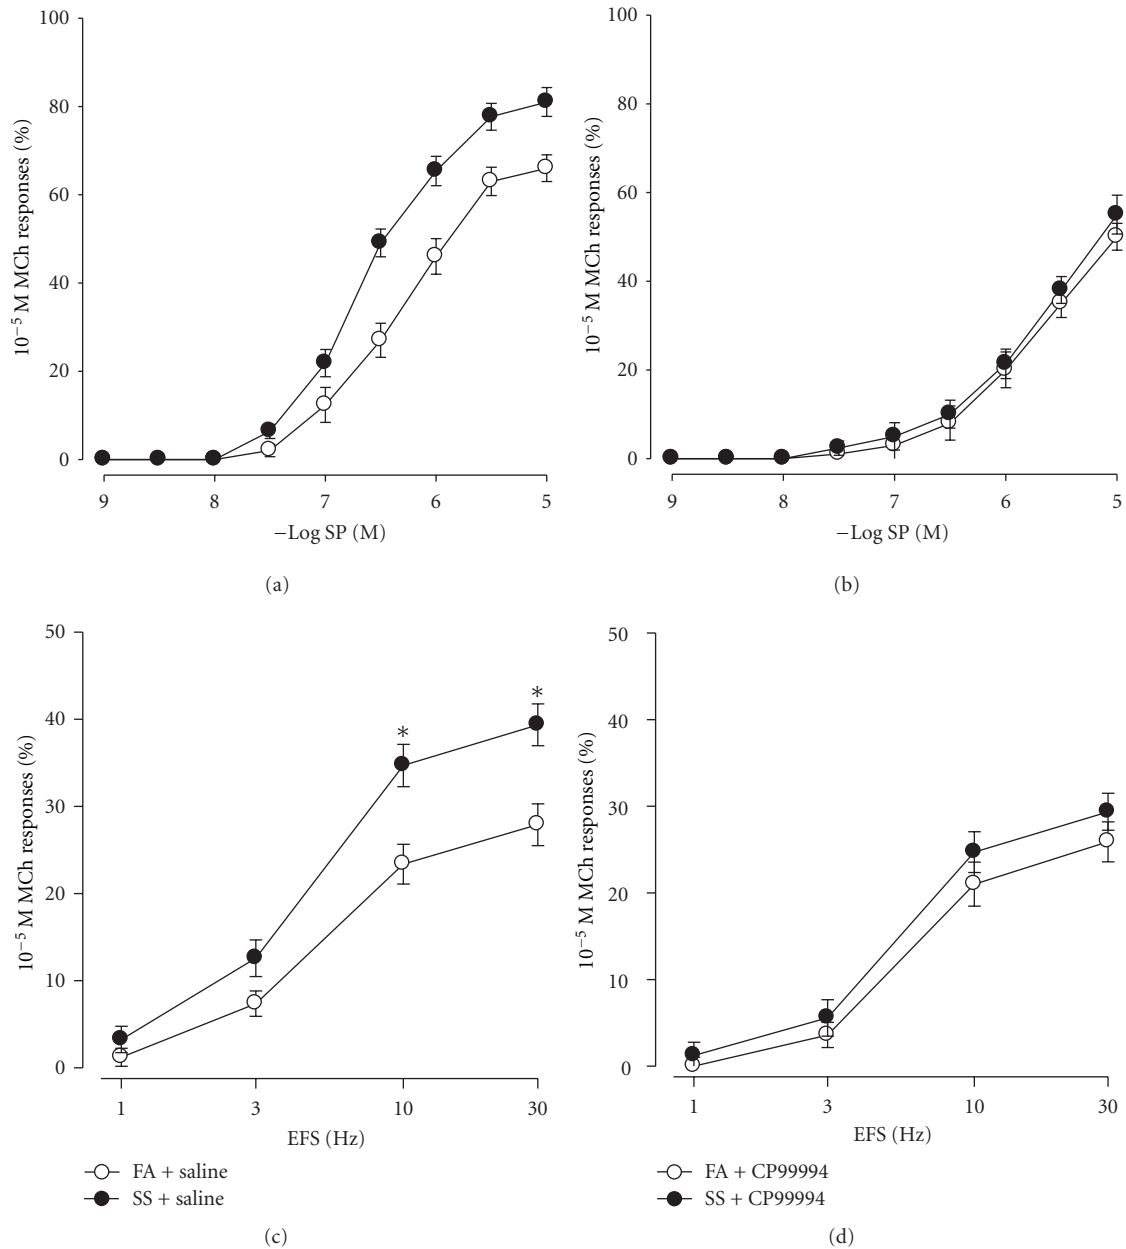 100
80
60
40
20
0
10⁻⁵ M MCh responses (%)
9 8 7 6 5
−Log SP (M)
(a)
100
80
60
40
20
0
10⁻⁵ M MCh responses (%)
9 8 7 6 5
−Log SP (M)
(b)
50
40
30
20
10
0
10⁻⁵ M MCh responses (%)
* *
1 3 10 30
EFS (Hz)
FA + saline
SS + saline
(c)
50
40
30
20
10
0
10⁻⁵ M MCh responses (%)
1 3 10 30
EFS (Hz)
FA + CP99994
SS + CP99994
(d)